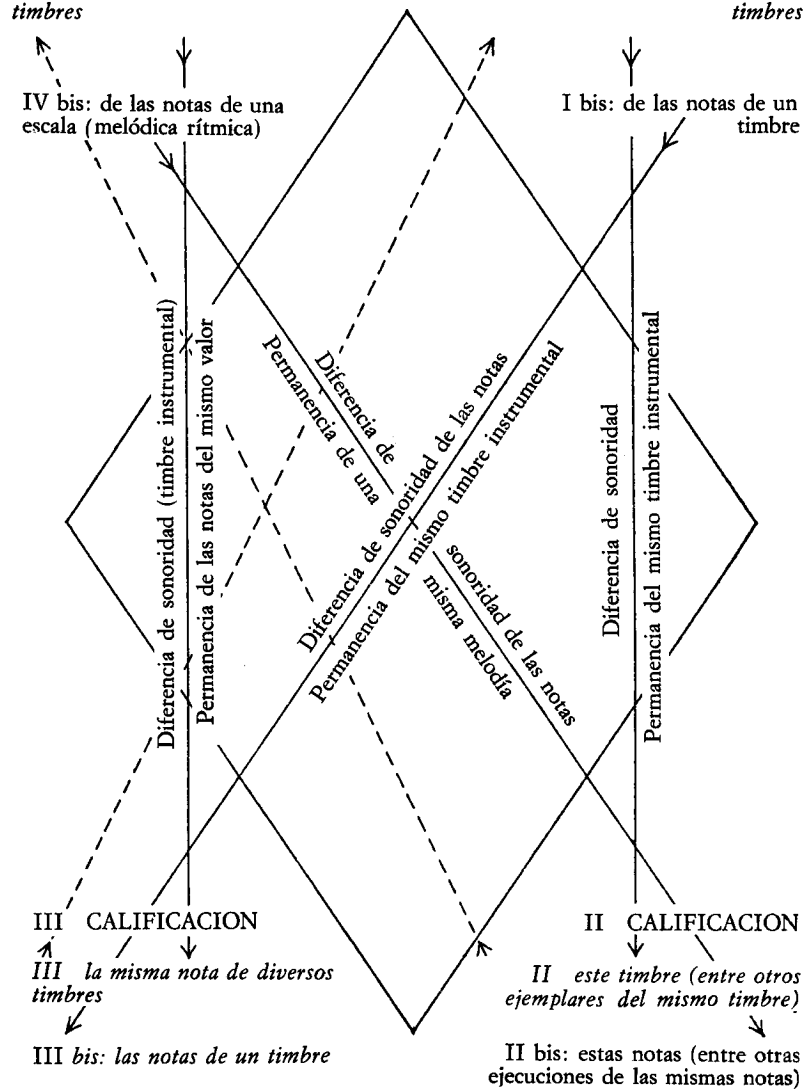 timbres
timbres
IV bis: de las notas de una
escala (melódica rítmica)
I bis: de las notas de un
timbre
Diferencia de sonoridad (timbre instrumental)
Permanencia de las notas del mismo valor
Diferencia de
Permanencia de una
Diferencia de sonoridad de las notas
Permanencia del mismo timbre instrumental
sonoridad de las notas
misma melodía
Diferencia de sonoridad
Permanencia del mismo timbre instrumental
III CALIFICACION
III la misma nota de diversos
timbres
III bis: las notas de un timbre
II CALIFICACION
II este timbre (entre otros
ejemplares del mismo timbre)
II bis: estas notas (entre otras
ejecuciones de las mismas notas)